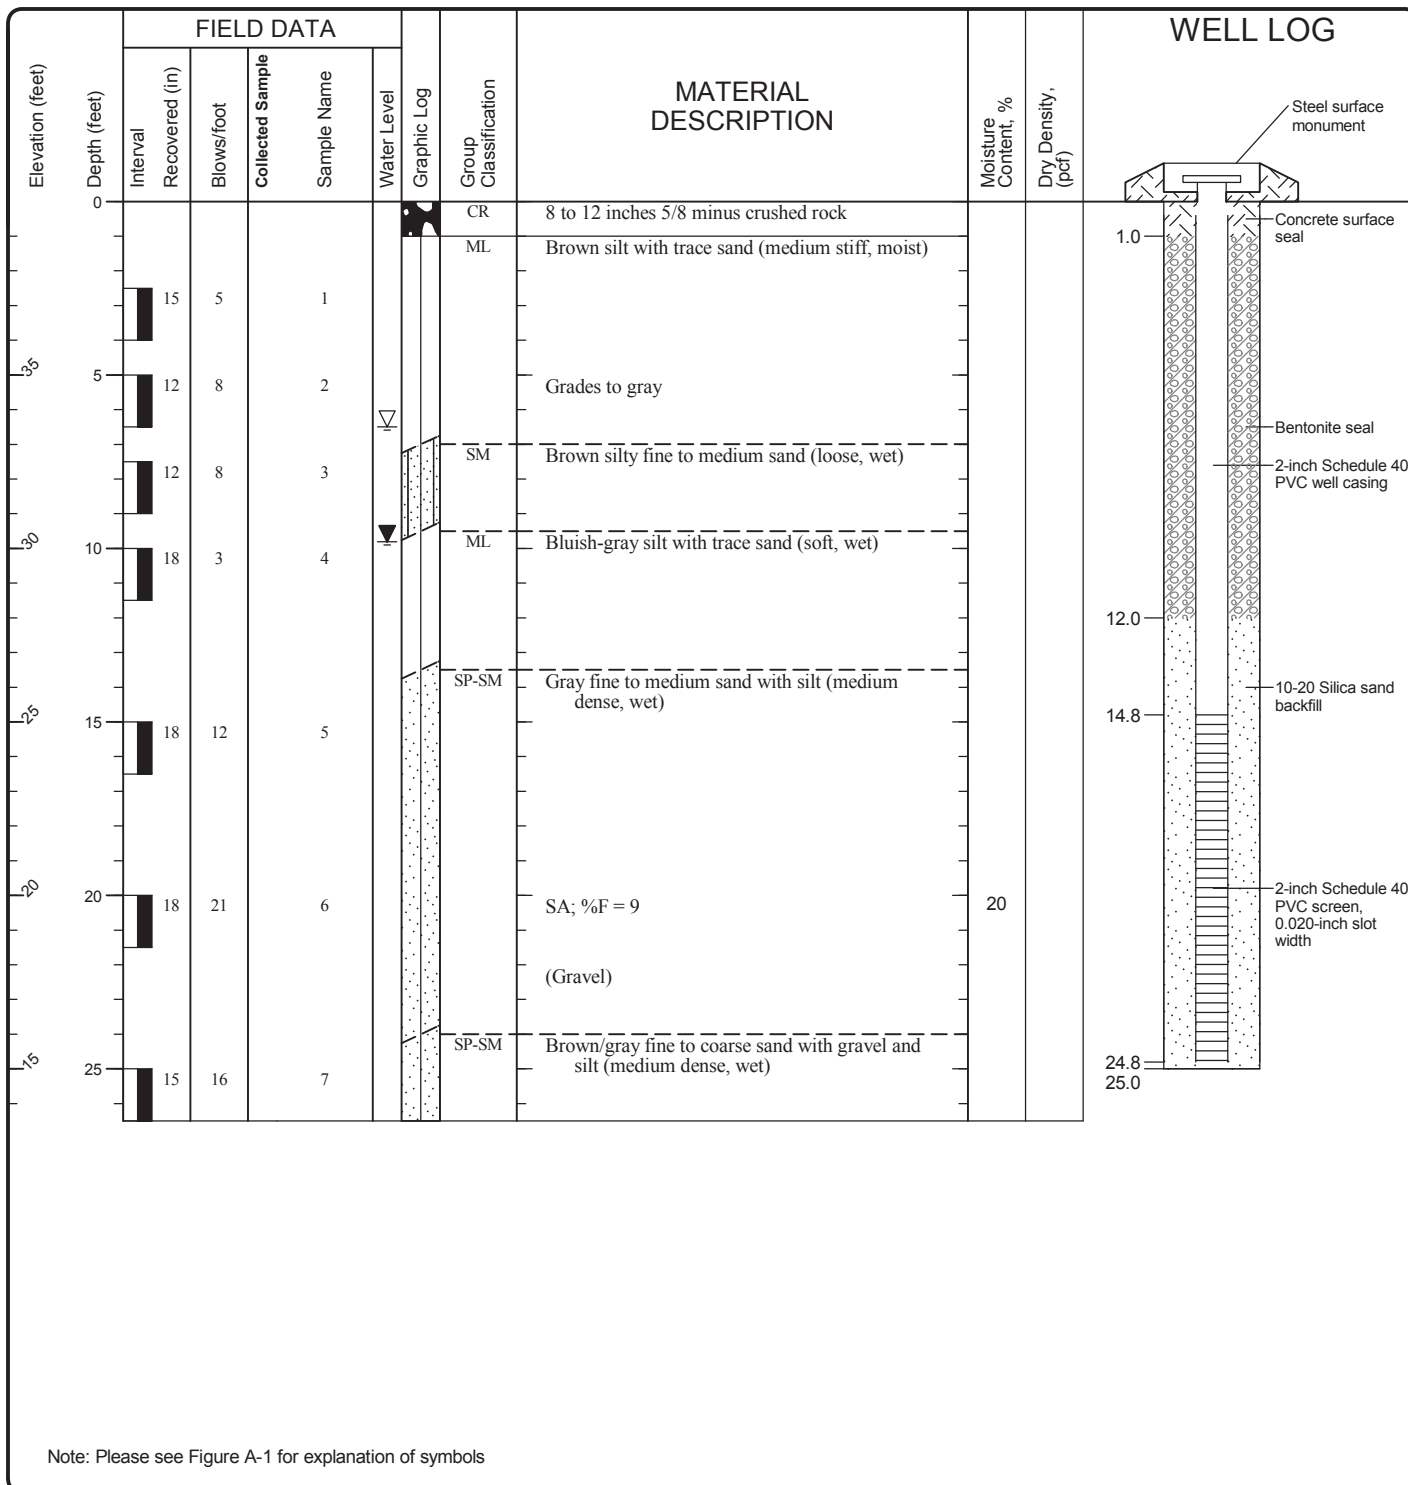 FIELD DATA
WELL LOG
Elevation (feet)
Depth (feet)
Interval
Recovered (in)
Blows/foot
Collected Sample
Sample Name
Water Level
Graphic Log
Group
Classification
MATERIAL
DESCRIPTION
Moisture
Content, %
Dry Density,
(pcf)
Steel surface
monument
0
CR
8 to 12 inches 5/8 minus crushed rock
Concrete surface
seal
1.0
ML
Brown silt with trace sand (medium stiff, moist)
15
5
1
35
5
12
8
2
Grades to gray
Bentonite seal
SM
Brown silty fine to medium sand (loose, wet)
12
8
3
2-inch Schedule 40
PVC well casing
30
10
ML
Bluish-gray silt with trace sand (soft, wet)
18
3
4
12.0
SP-SM
Gray fine to medium sand with silt (medium
dense, wet)
10-20 Silica sand
backfill
14.8
25
15
18
12
5
20
20
18
21
6
SA; %F = 9
20
2-inch Schedule 40
PVC screen,
0.020-inch slot
width
(Gravel)
SP-SM
Brown/gray fine to coarse sand with gravel and
silt (medium dense, wet)
24.8
25.0
15
25
15
16
7
Note: Please see Figure A-1 for explanation of symbols